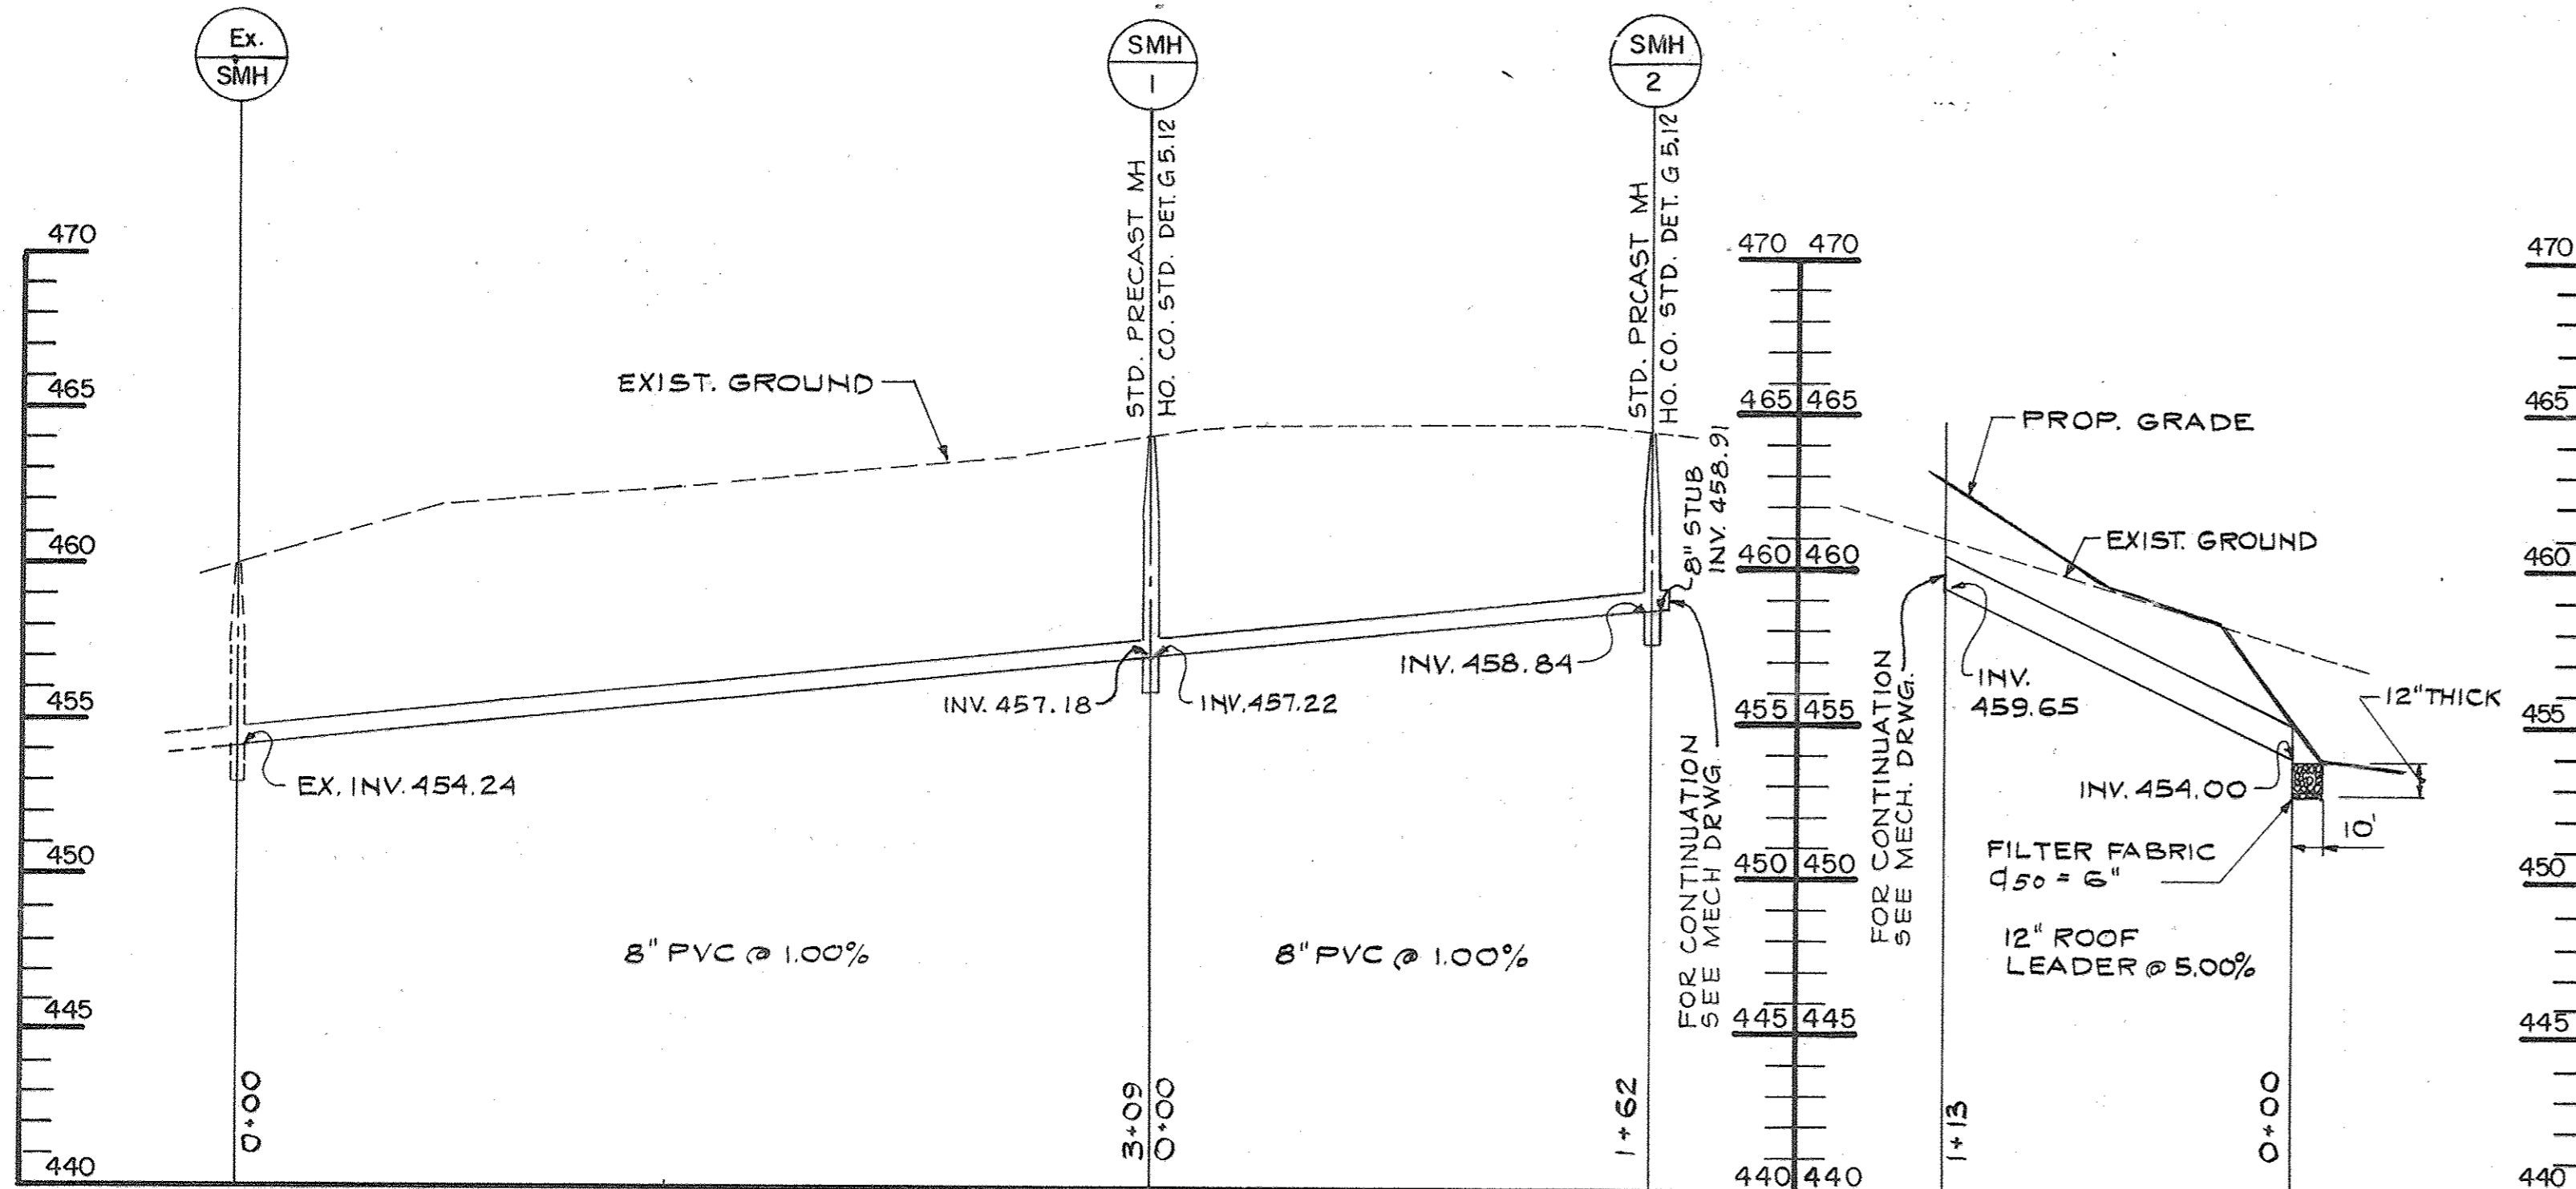 Ex.
SMH
SMH
1
SMH
2
STD. PRECAST MH
HO. CO. STD. DET. G 5.12
STD. PRCAST MH
HO. CO. STD. DET. G 5.12
470
465
460
455
450
445
440
EXIST. GROUND
EX. INV. 454.24
INV. 457.18
INV. 457.22
INV. 458.84
8" STUB
INV. 458.91
FOR CONTINUATION
SEE MECH DRWG.
8" PVC @ 1.00%
8" PVC @ 1.00%
0+00
3+09
0+00
1+62
470 470
465 465
460 460
455 455
450 450
445 445
440 440
PROP. GRADE
EXIST. GROUND
FOR CONTINUATION
SEE MECH. DRWG.
INV.
459.65
12" THICK
INV. 454.00
10'
FILTER FABRIC
d50 = 6"
12" ROOF
LEADER @ 5.00%
1+13
0+00
470
465
460
455
450
445
440